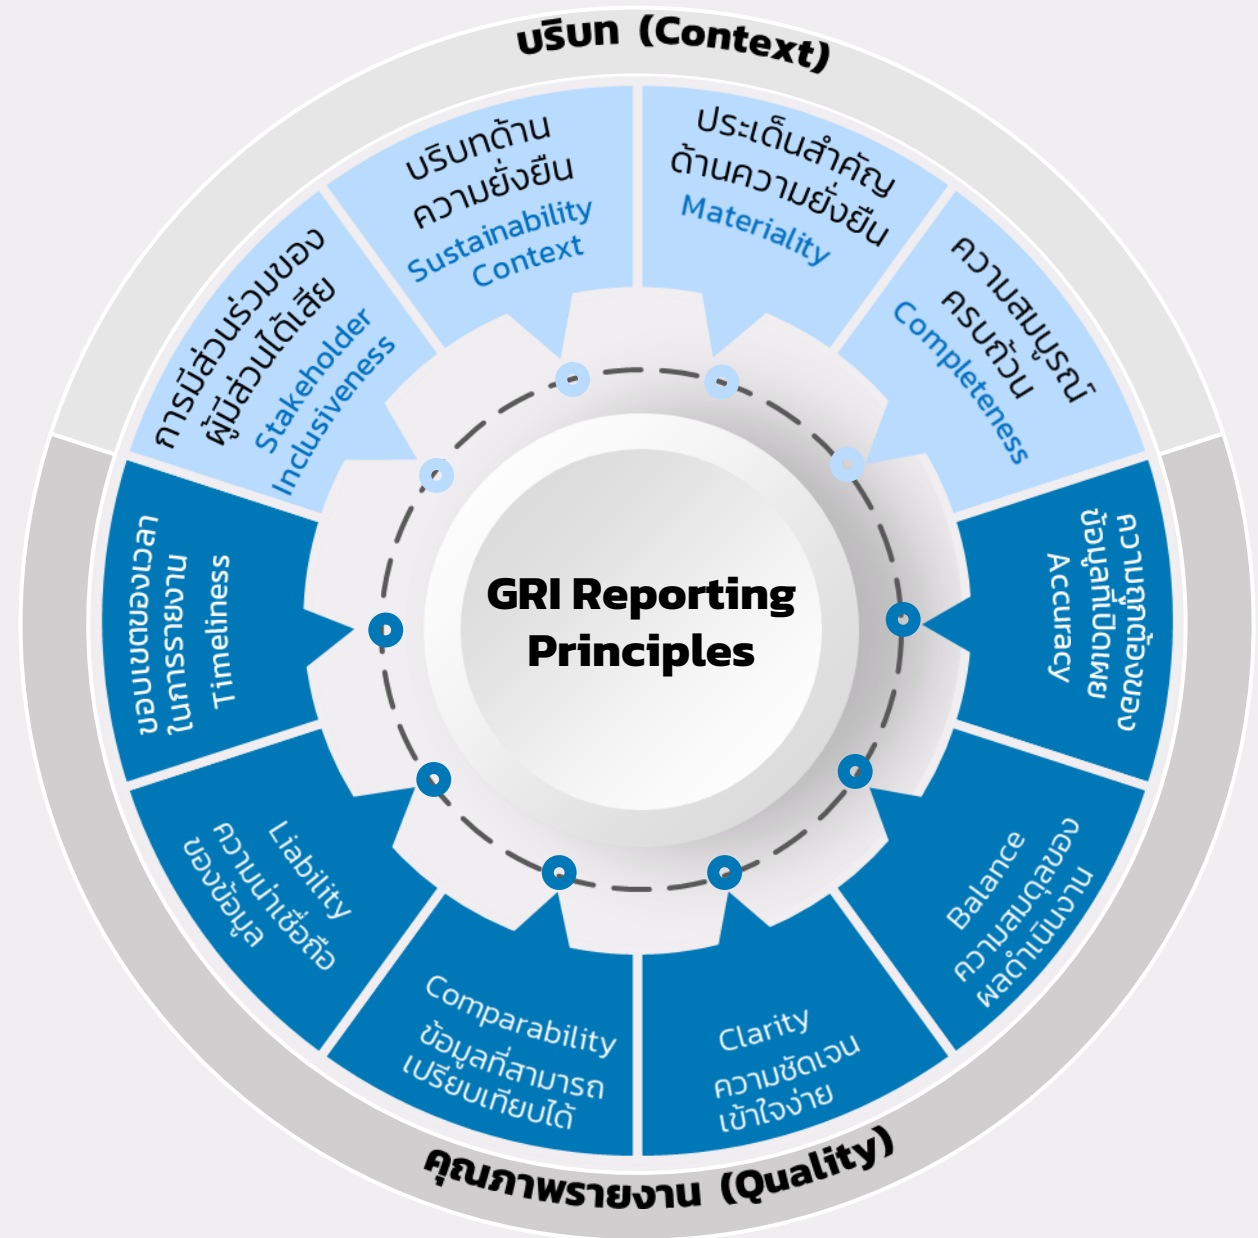 บริบท (Context)
บริบทด้าน
ความยั่งยืน
Sustainability
Context
ประเด็นสำคัญ
ด้านความยั่งยืน
Materiality
ความสมบูรณ์
ครบถ้วน
Completeness
ความถูกต้องของ
ข้อมูลที่เปิดเผย
Accuracy
Balance
ความสมดุลของ
ผลดำเนินงาน
Clarity
ความชัดเจน
เข้าใจง่าย
Comparability
ข้อมูลที่สามารถ
เปรียบเทียบได้
Liability
ความน่าเชื่อถือ
ของข้อมูล
ขอบเขตของเวลา
ในการรายงาน
Timeliness
การมีส่วนร่วมของ
ผู้มีส่วนได้เสีย
Stakeholder
Inclusiveness
GRI Reporting
Principles
คุณภาพรายงาน (Quality)